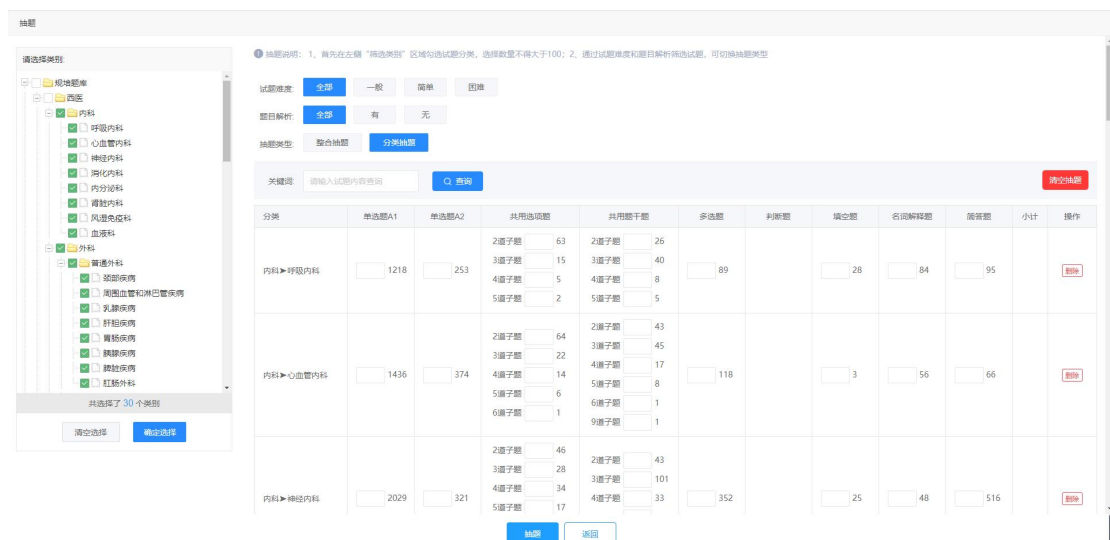 抽题
请选择类别:
规培题库
西医
内科
呼吸内科
心血管内科
神经内科
消化内科
内分泌科
肾脏内科
风湿免疫科
血液科
外科
普通外科
颈部疾病
周围血管和淋巴管疾病
乳腺疾病
肝胆疾病
胃肠疾病
胰腺疾病
脾脏疾病
肛肠外科
共选择了 30 个类别
清空选择 确定选择
抽题说明: 1、首先在左侧“筛选类别”区域勾选试题分类,选择数量不得大于100; 2、通过试题难度和题目解析筛选试题,可切换抽题类型
试题难度: 全部 一般 简单 困难
题目解析: 全部 有 无
抽题类型: 整合抽题 分类抽题
关键词: 请输入试题内容查询 查询 清空抽题
分类 单选题A1 单选题A2 共用选项题 共用题干题 多选题 判断题 填空题 名词解释题 简答题 小计 操作
2道子题 63 2道子题 26
3道子题 15 3道子题 40
内科➤呼吸内科 1218 253 89 28 84 95 删除
4道子题 5 4道子题 8
5道子题 2 5道子题 5
2道子题 43
2道子题 64 3道子题 45
3道子题 22 4道子题 17
内科➤心血管内科 1436 374 4道子题 14 118 3 56 66 删除
5道子题 6 5道子题 8
6道子题 1 6道子题 1
9道子题 1
2道子题 46 2道子题 43
3道子题 28 3道子题 101
4道子题 34 4道子题 33
内科➤神经内科 2029 321 352 25 48 516 删除
5道子题 17
抽题 返回